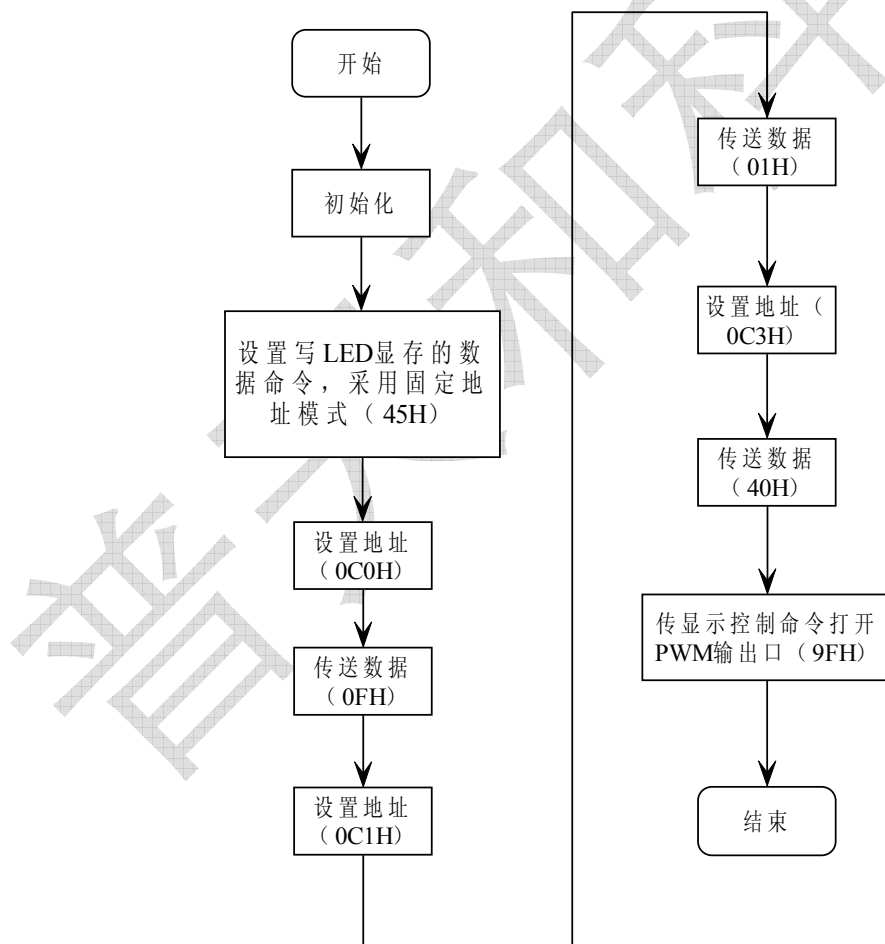 开始
初始化
设置写LED显存的数
据命令，采用固定地
址模式（45H）
设置地址
（0C0H）
传送数据
（0FH）
设置地址
（0C1H）
传送数据
（01H）
设置地址（
0C3H）
传送数据
（40H）
传显示控制命令打开
PWM输出口（9FH）
结束